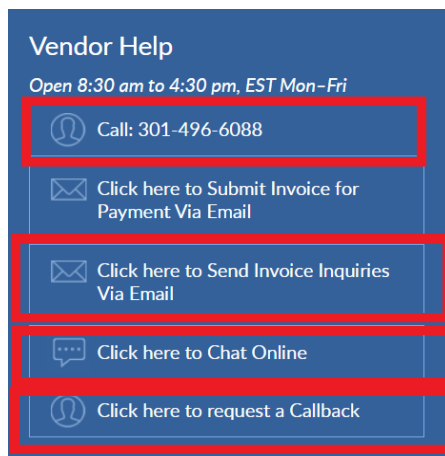 Vendor Help
Open 8:30 am to 4:30 pm, EST Mon–Fri
Call: 301-496-6088
Click here to Submit Invoice for
Payment Via Email
Click here to Send Invoice Inquiries
Via Email
Click here to Chat Online
Click here to request a Callback